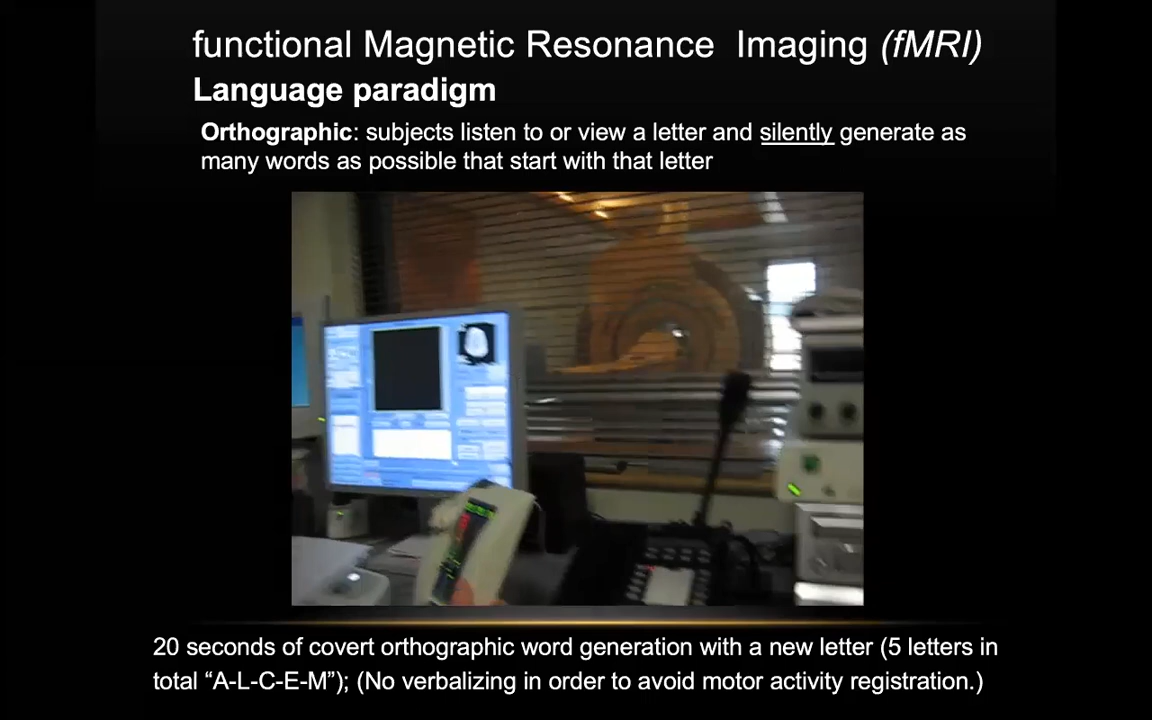 functional Magnetic Resonance Imaging (fMRI)
Language paradigm
Orthographic: subjects listen to or view a letter and silently generate as
many words as possible that start with that letter
20 seconds of covert orthographic word generation with a new letter (5 letters in
total “A-L-C-E-M”); (No verbalizing in order to avoid motor activity registration.)